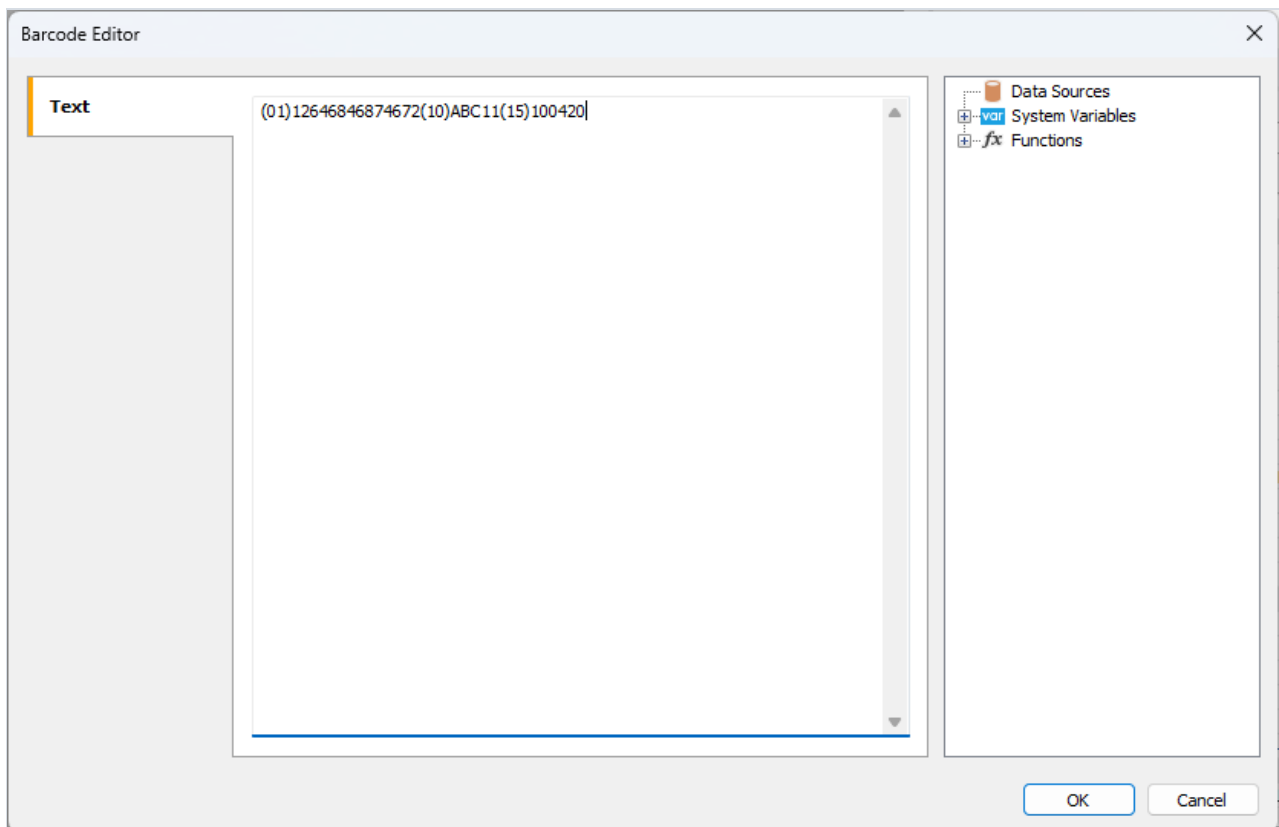 Barcode Editor
Text
(01)12646846874672(10)ABC11(15)100420
Data Sources
var System Variables
fx Functions
OK
Cancel